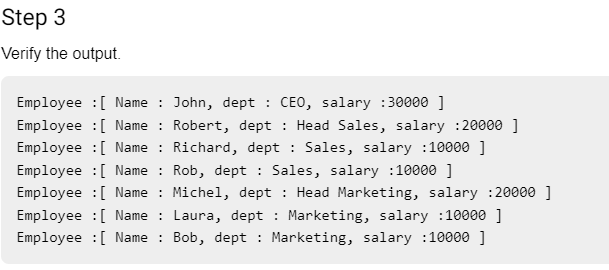 Step 3
Verify the output.
Employee :[ Name : John, dept : CEO, salary :30000 ]
Employee :[ Name : Robert, dept : Head Sales, salary :20000 ]
Employee :[ Name : Richard, dept : Sales, salary :10000 ]
Employee :[ Name : Rob, dept : Sales, salary :10000 ]
Employee :[ Name : Michel, dept : Head Marketing, salary :20000 ]
Employee :[ Name : Laura, dept : Marketing, salary :10000 ]
Employee :[ Name : Bob, dept : Marketing, salary :10000 ]